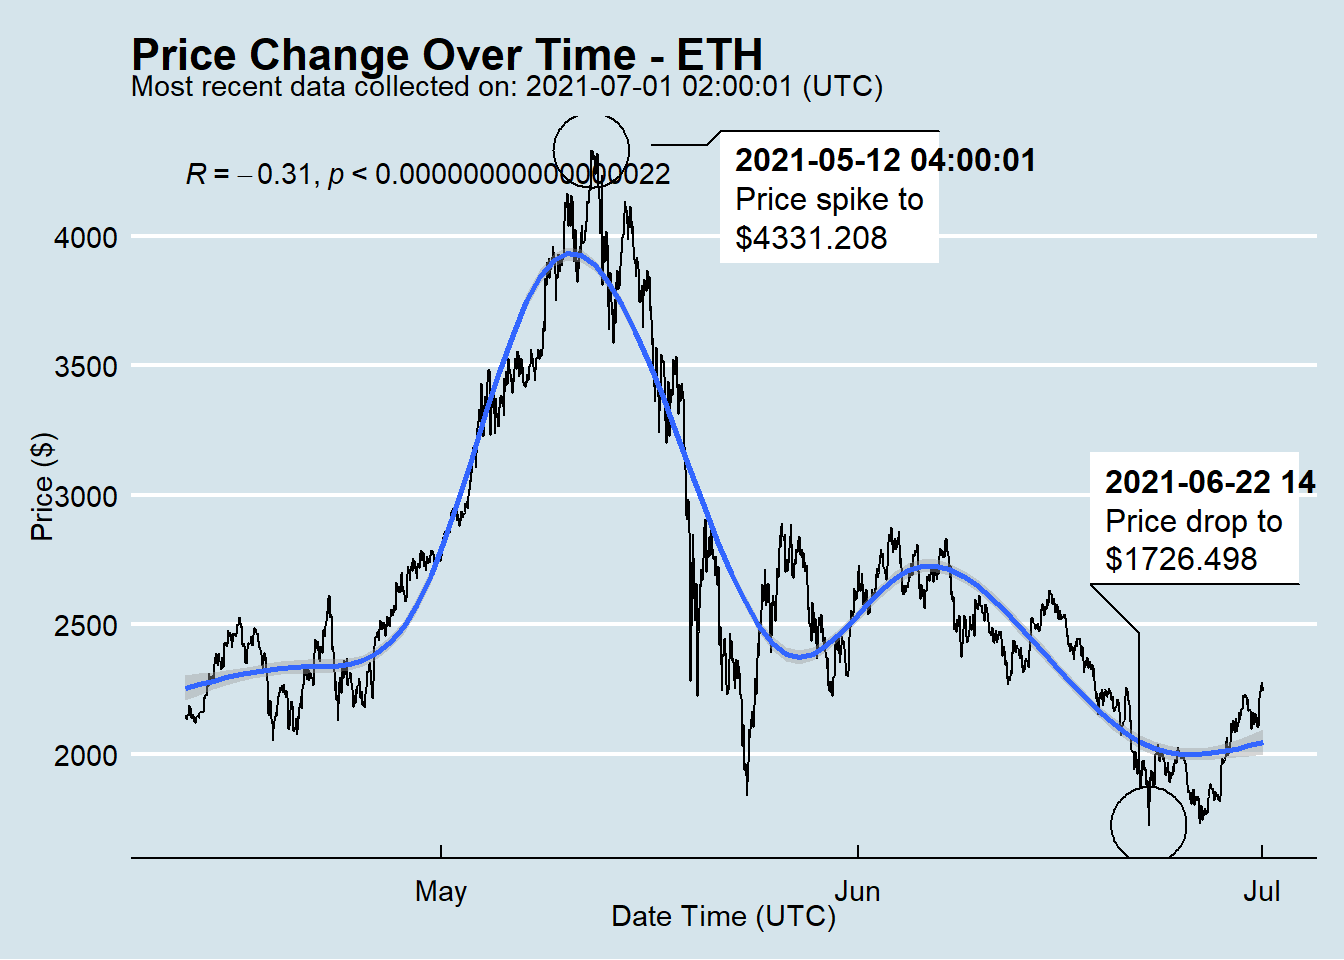 Price Change Over Time - ETH
Most recent data collected on: 2021-07-01 02:00:01 (UTC)
R = −0.31, p < 0.00000000000000022
2021-05-12 04:00:01
Price spike to
$4331.208
4000
3500
3000
2500
2000
Price ($)
2021-06-22 14
Price drop to
$1726.498
May
Jun
Jul
Date Time (UTC)